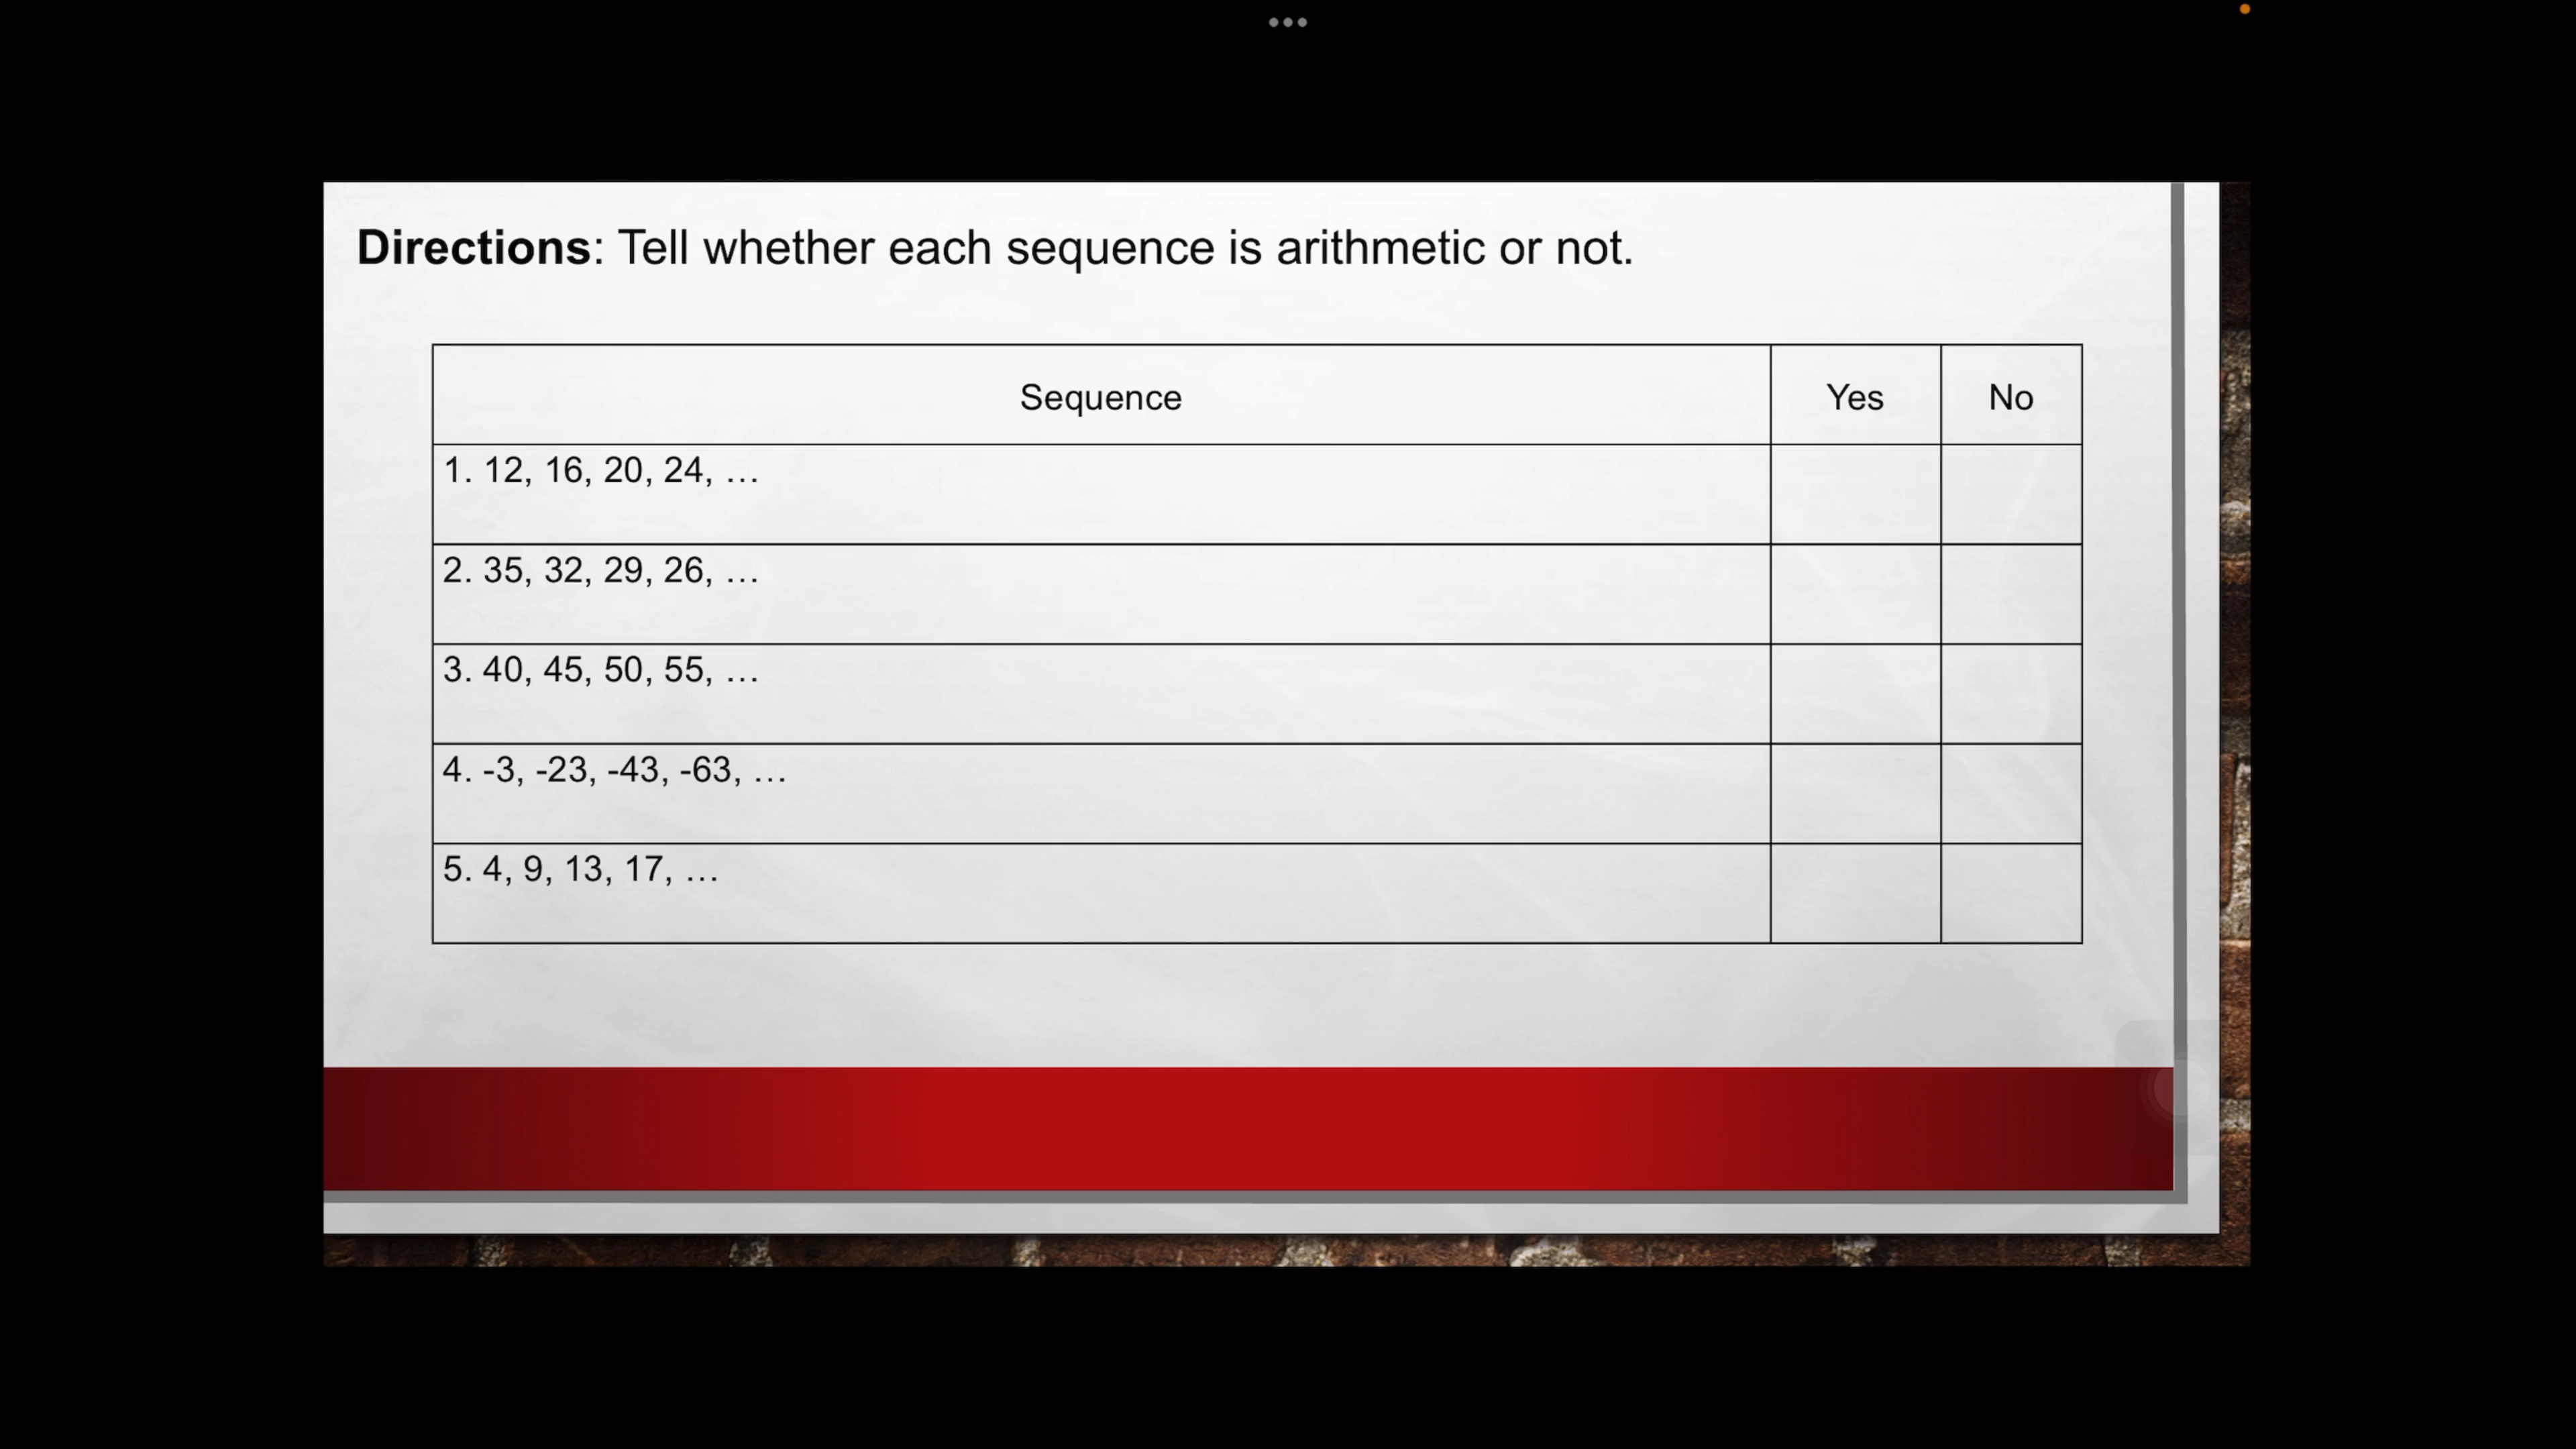 Directions: Tell whether each sequence is arithmetic or not.
Sequence Yes No
1. 12, 16, 20, 24, …
2. 35, 32, 29, 26, …
3. 40, 45, 50, 55, …
4. -3, -23, -43, -63, …
5. 4, 9, 13, 17, …